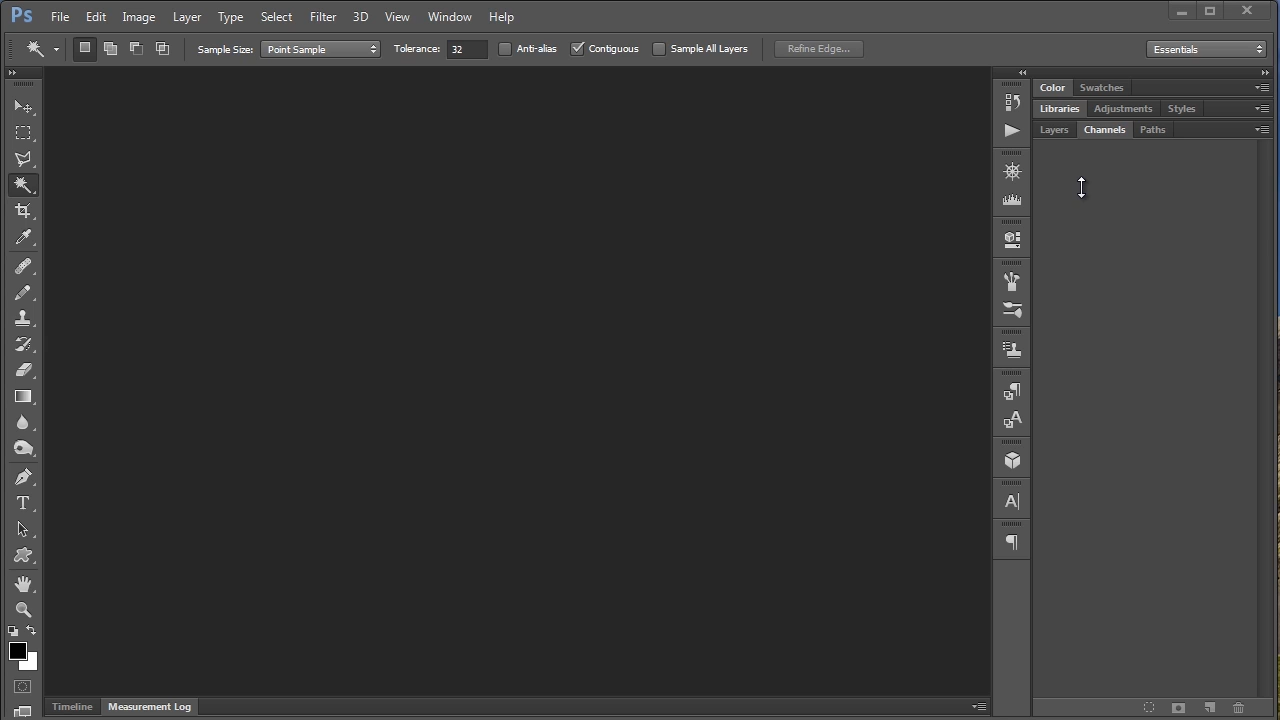 Ps File Edit Image Layer Type Select Filter 3D View Window Help
Sample Size: Point Sample Tolerance: 32 Anti-alias Contiguous Sample All Layers Refine Edge... Essentials
Color Swatches
Libraries Adjustments Styles
Layers Channels Paths
Timeline Measurement Log